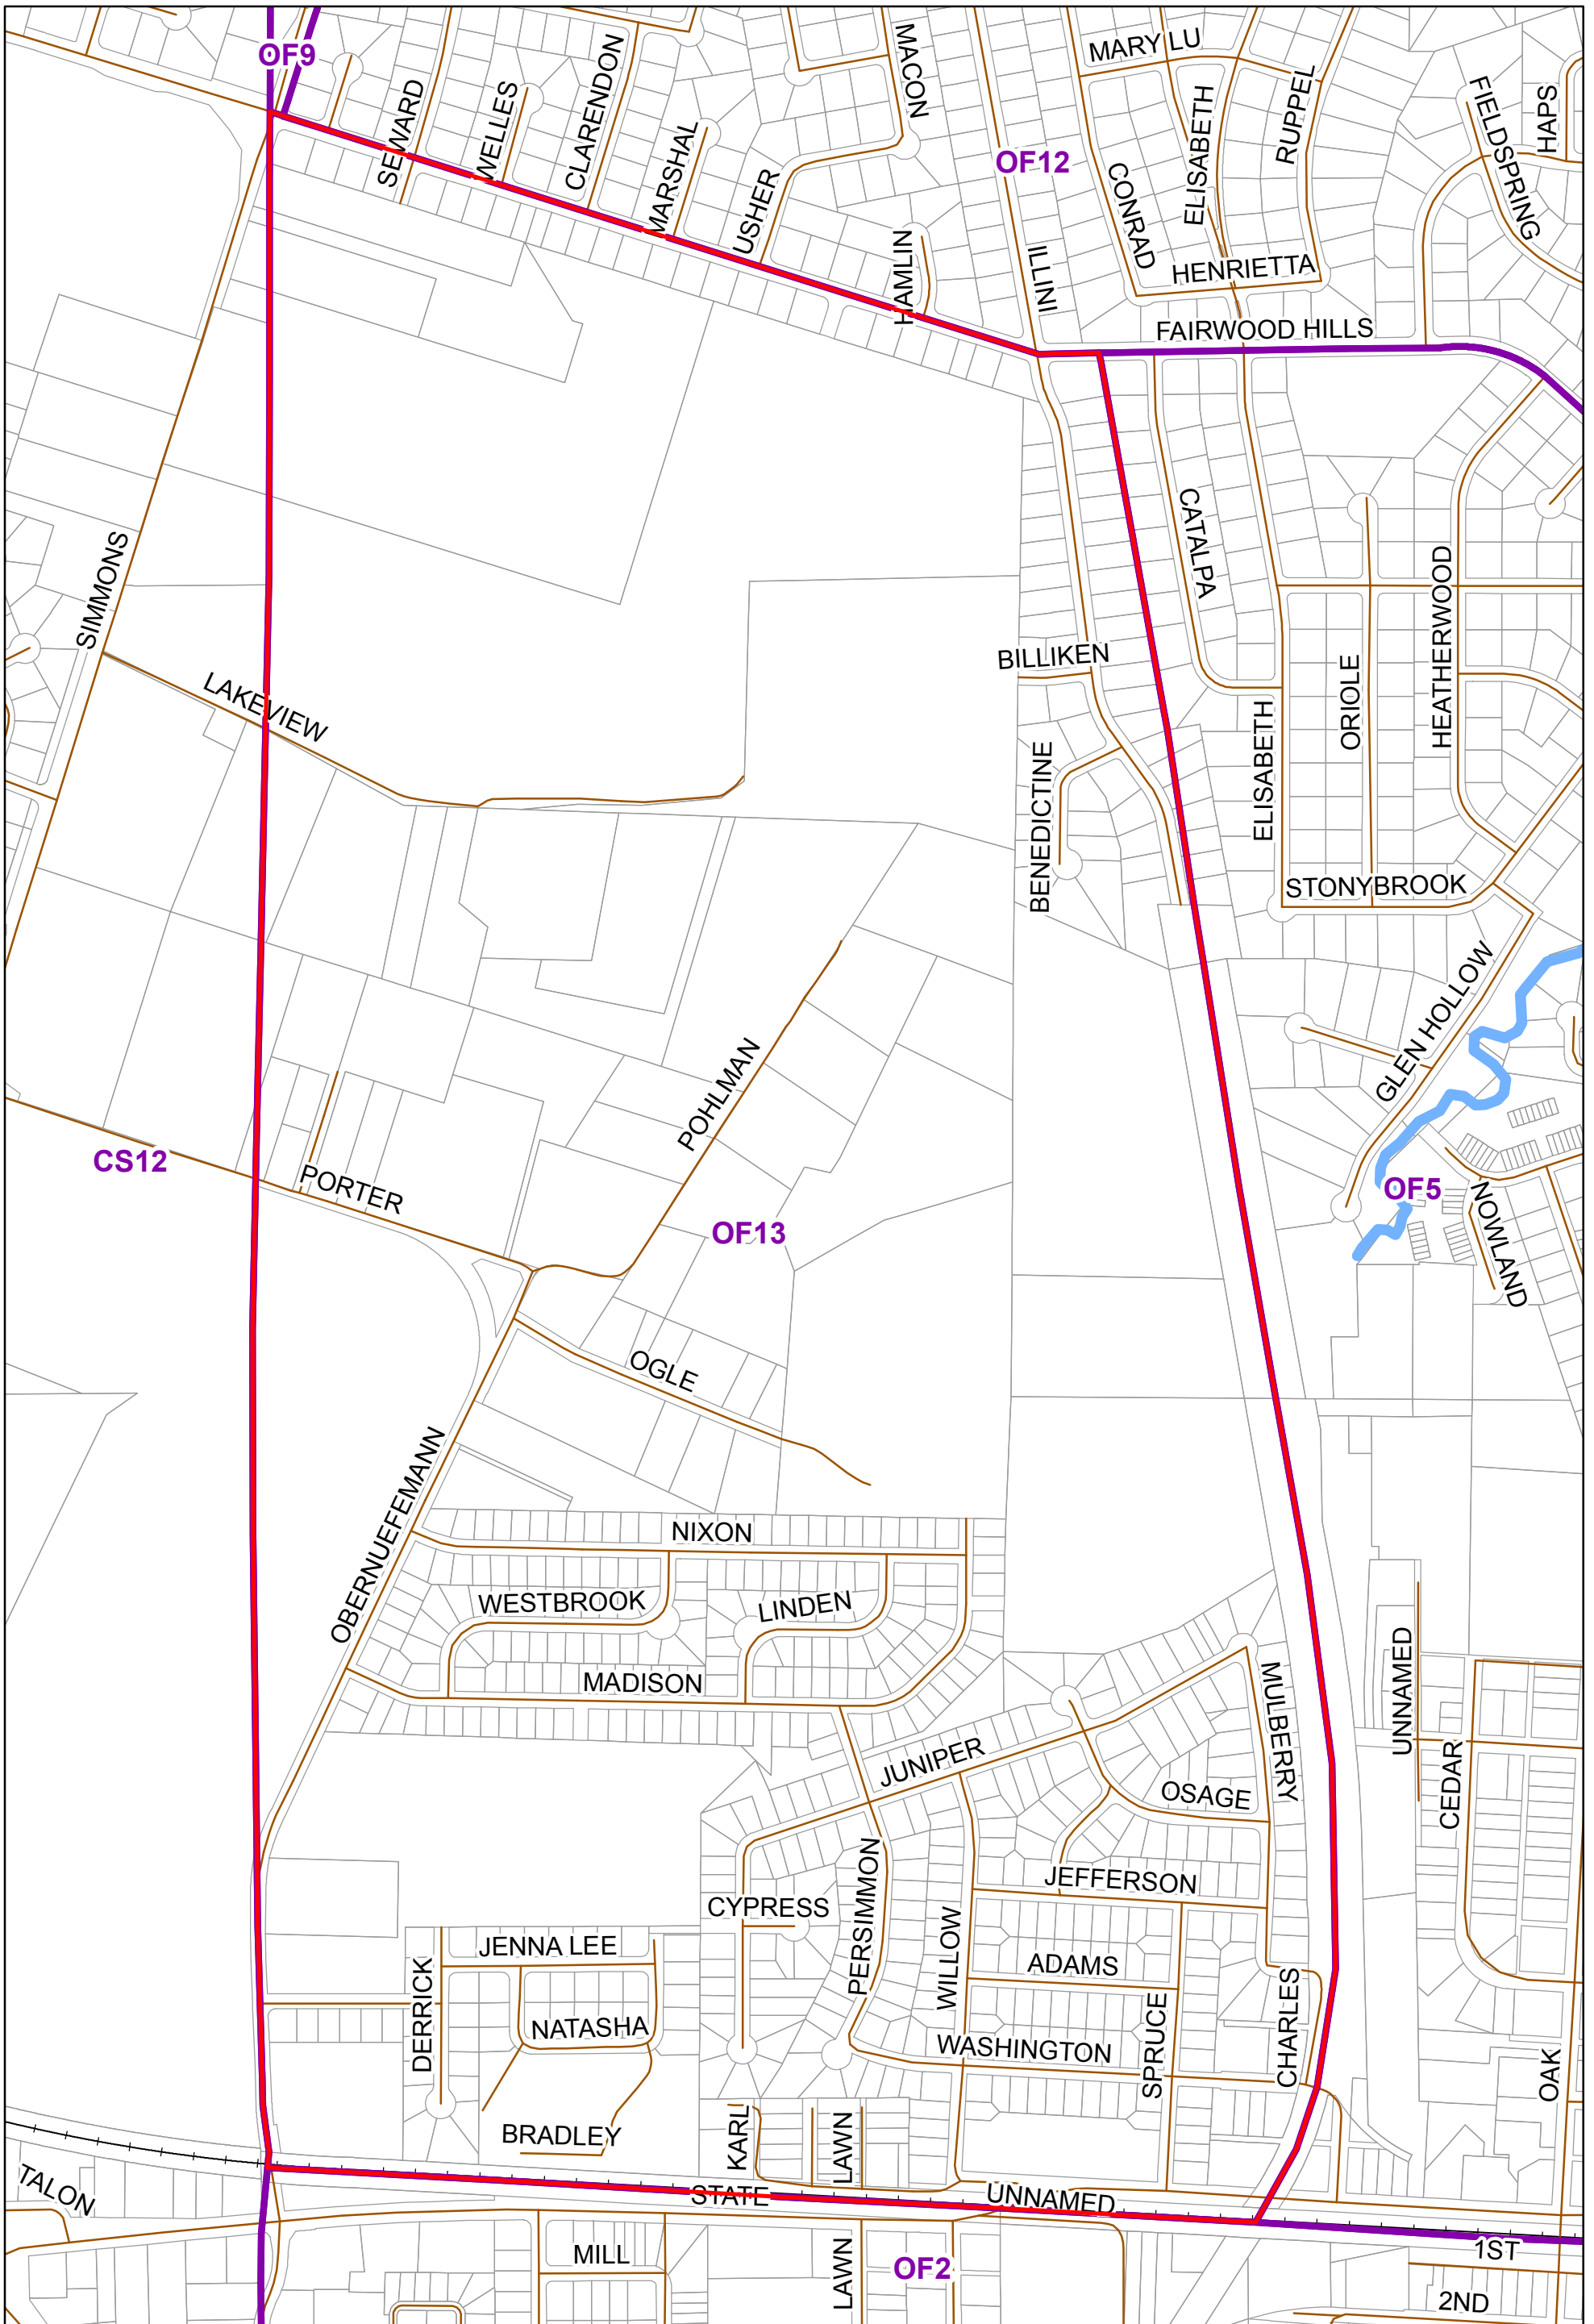 OF9
MACON
MARY LU
FIELDSPRING
HAPS
SEWARD
WELLES
CLARENDON
MARSHAL
USHER
OF12
ELISABETH
RUPPEL
CONRAD
HAMLIN
ILLINI
HENRIETTA
FAIRWOOD HILLS
CATALPA
SIMMONS
HEATHERWOOD
BILLIKEN
ORIOLE
LAKEVIEW
ELISABETH
BENEDICTINE
STONYBROOK
GLEN HOLLOW
POHLMAN
CS12
PORTER
OF5
NOWLAND
OF13
OGLE
OBERNUEFEMANN
NIXON
WESTBROOK
LINDEN
MADISON
MULBERRY
UNNAMED
JUNIPER
OSAGE
CEDAR
JEFFERSON
CYPRESS
PERSIMMON
JENNA LEE
WILLOW
ADAMS
DERRICK
NATASHA
WASHINGTON
SPRUCE
CHARLES
OAK
BRADLEY
KARL
LAWN
TALON
STATE
UNNAMED
MILL
LAWN
OF2
1ST
2ND